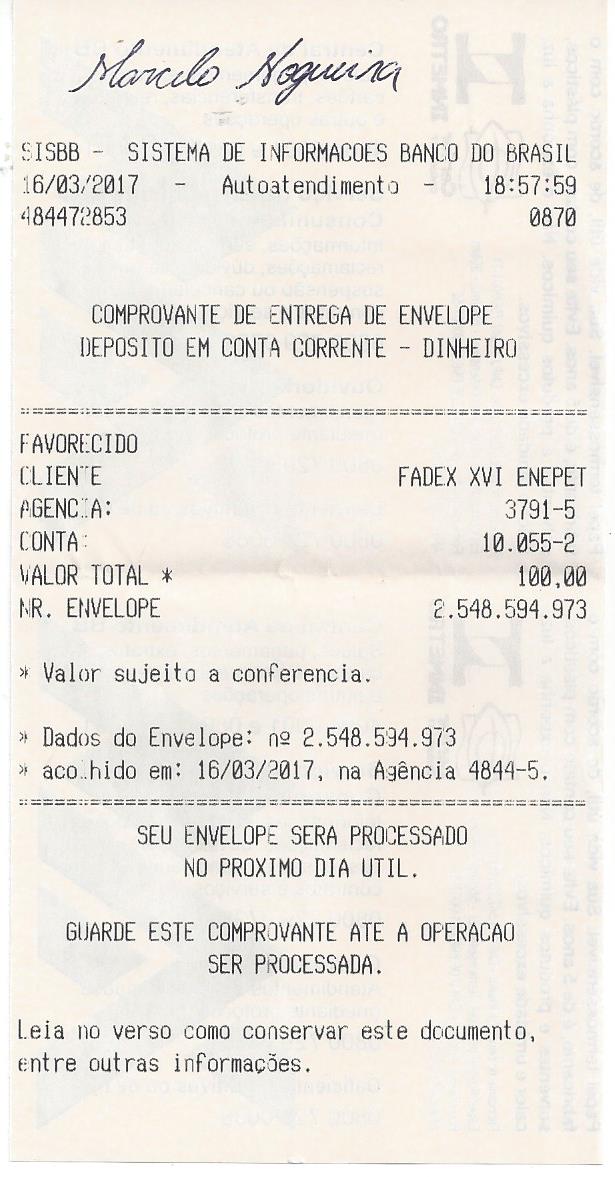 Marcelo Nogueira
SISBB - SISTEMA DE INFORMACOES BANCO DO BRASIL
16/03/2017 - Autoatendimento - 18:57:59
484472853 0870
COMPROVANTE DE ENTREGA DE ENVELOPE
DEPOSITO EM CONTA CORRENTE - DINHEIRO
================================================
FAVORECIDO
CLIENTE FADEX XVI ENEPET
AGENCIA: 3791-5
CONTA: 10.055-2
VALOR TOTAL * 100,00
NR. ENVELOPE 2.548.594.973
* Valor sujeito a conferencia.
* Dados do Envelope: nº 2.548.594.973
* acolhido em: 16/03/2017, na Agência 4844-5.
================================================
SEU ENVELOPE SERA PROCESSADO
NO PROXIMO DIA UTIL.
GUARDE ESTE COMPROVANTE ATE A OPERACAO
SER PROCESSADA.
Leia no verso como conservar este documento,
entre outras informações.